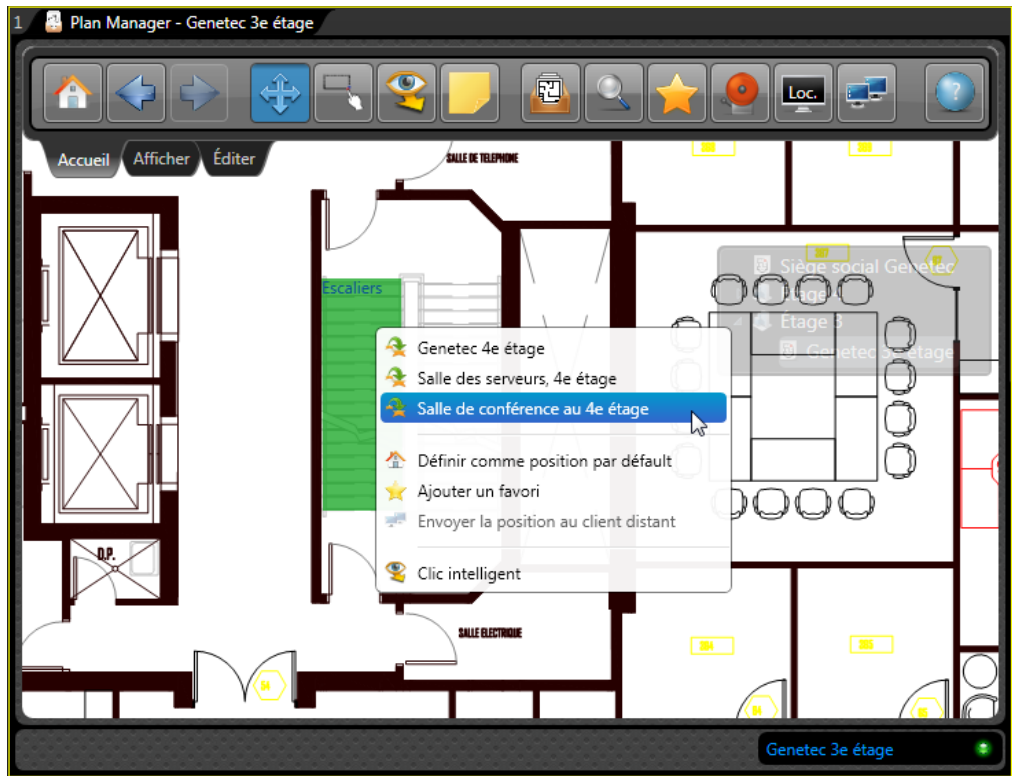 1 Plan Manager - Genetec 3e étage
Loc.
?
Accueil Afficher Éditer
SALLE DE TELEPHONE
Siège social Genetec
Escaliers
Étage 3
Genetec 3e étage
Genetec 4e étage
Salle des serveurs, 4e étage
Salle de conférence au 4e étage
Définir comme position par défault
Ajouter un favori
Envoyer la position au client distant
Clic intelligent
D.P.
SALLE ELECTRIQUE
Genetec 3e étage